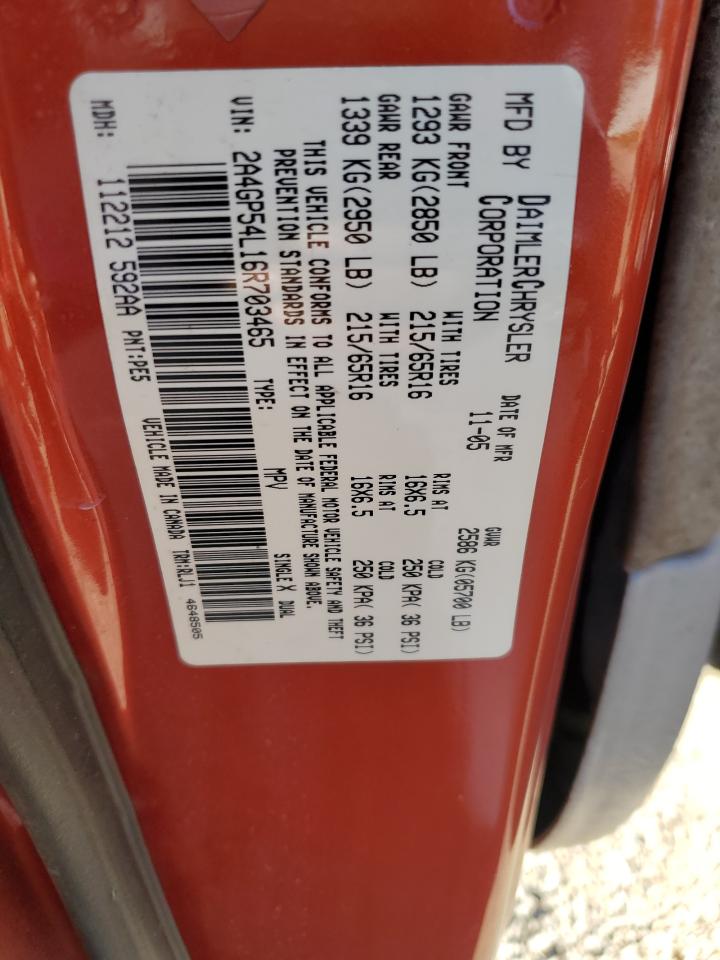 MFD BY DAIMLERCHRYSLER CORPORATION DATE OF MFR 11-05 GVWR 2586 KG(05700 LB)
GAWR FRONT WITH TIRES RIMS AT COLD
1293 KG(2850 LB) 215/65R16 16X6.5 250 KPA( 36 PSI)
GAWR REAR WITH TIRES RIMS AT COLD
1339 KG(2950 LB) 215/65R16 16X6.5 250 KPA( 36 PSI)
THIS VEHICLE CONFORMS TO ALL APPLICABLE FEDERAL MOTOR VEHICLE SAFETY AND THEFT
PREVENTION STANDARDS IN EFFECT ON THE DATE OF MANUFACTURE SHOWN ABOVE.
VIN: 2A4GP54L16R703465 TYPE: MPV SINGLE X DUAL
MDH: 112212 592AA PNT:PE5 VEHICLE MADE IN CANADA TRM:RLJ1 4648505